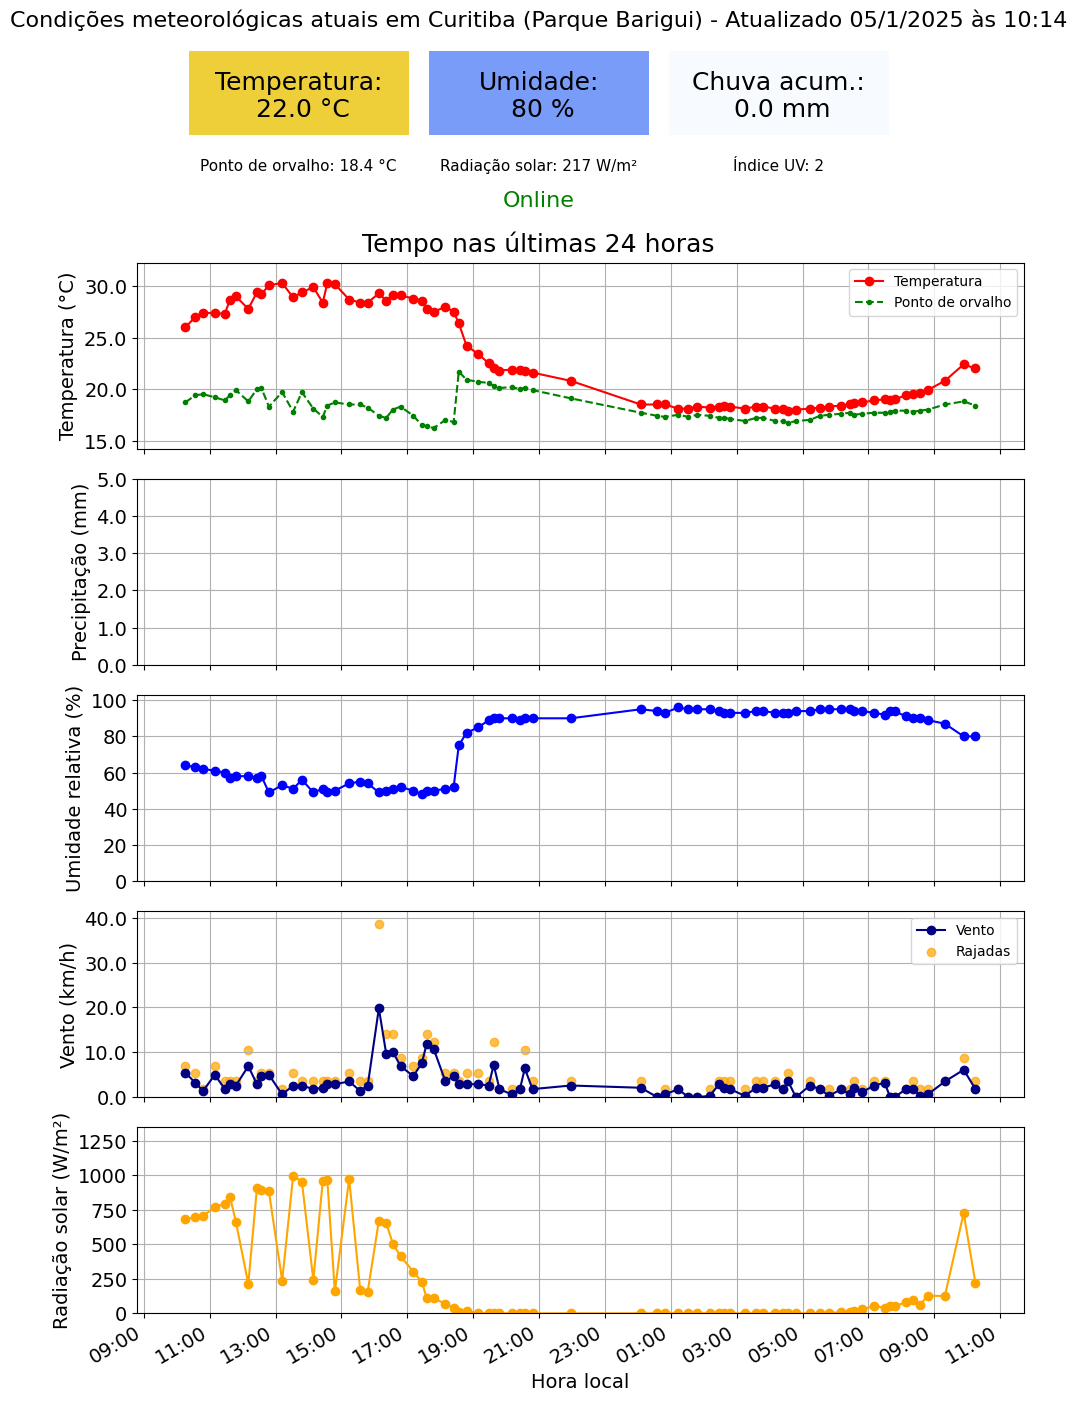 Condições meteorológicas atuais em Curitiba (Parque Barigui) - Atualizado 05/1/2025 às 10:14
Temperatura:
22.0 °C
Umidade:
80 %
Chuva acum.:
0.0 mm
Ponto de orvalho: 18.4 °C
Radiação solar: 217 W/m²
Índice UV: 2
Online
Tempo nas últimas 24 horas
Temperatura (°C)
30.0
25.0
20.0
15.0
Temperatura
Ponto de orvalho
Precipitação (mm)
5.0
4.0
3.0
2.0
1.0
0.0
Umidade relativa (%)
100
80
60
40
20
0
Vento (km/h)
40.0
30.0
20.0
10.0
0.0
Vento
Rajadas
Radiação solar (W/m²)
1250
1000
750
500
250
0
09:00
11:00
13:00
15:00
17:00
19:00
21:00
23:00
01:00
03:00
05:00
07:00
09:00
11:00
Hora local